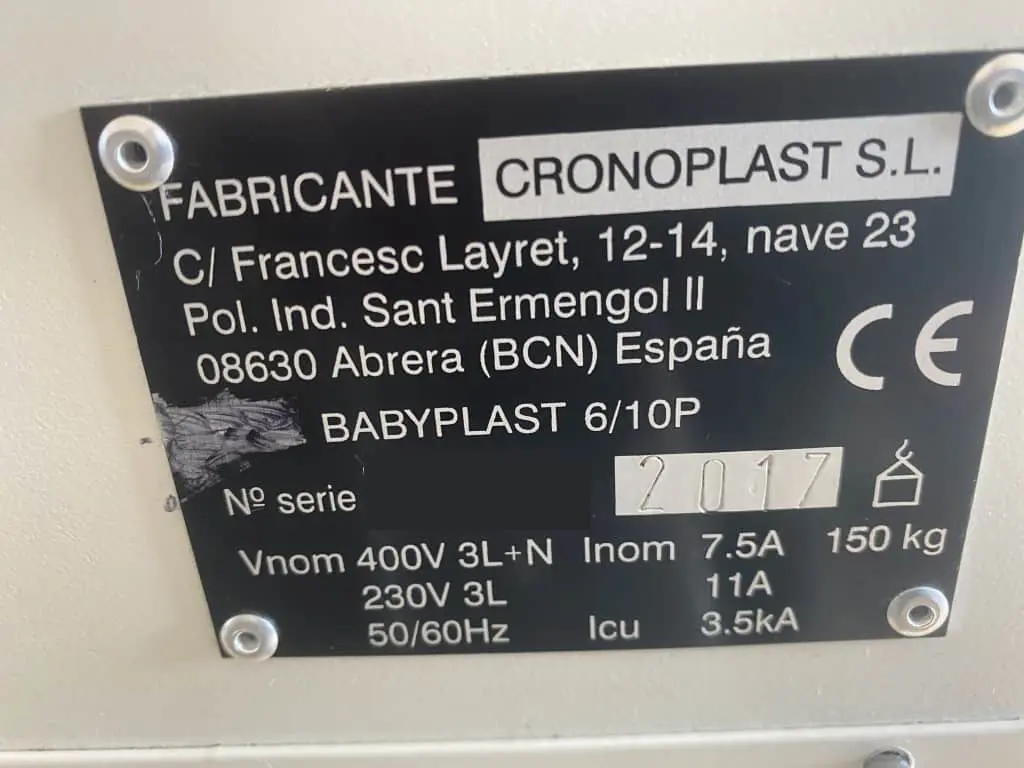 FABRICANTE CRONOPLAST S.L.
C/ Francesc Layret, 12-14, nave 23
Pol. Ind. Sant Ermengol II
08630 Abrera (BCN) España
CE
BABYPLAST 6/10P
Nº serie 2017
Vnom 400V 3L+N Inom 7.5A 150 kg
230V 3L 11A
50/60Hz Icu 3.5kA